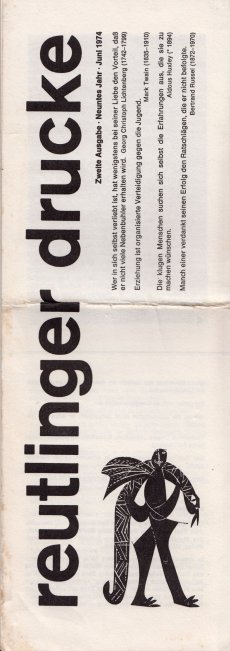 reutlinger drucke
Zweite Ausgabe · Neuntes Jahr · Juni 1974
Wer in sich selbst verliebt ist, hat wenigstens bei seiner Liebe den Vorteil, daß
er nicht viele Nebenbuhler erhalten wird. Georg Christoph Lichtenberg (1742–1799)
Erziehung ist organisierte Verteidigung gegen die Jugend.
Mark Twain (1835–1910)
Die klugen Menschen suchen sich selbst die Erfahrungen aus, die sie zu
machen wünschen.
Aldous Huxley (* 1894)
Manch einer verdankt seinen Erfolg den Ratschlägen, die er nicht befolgte.
Bertrand Russel (1872–1970)